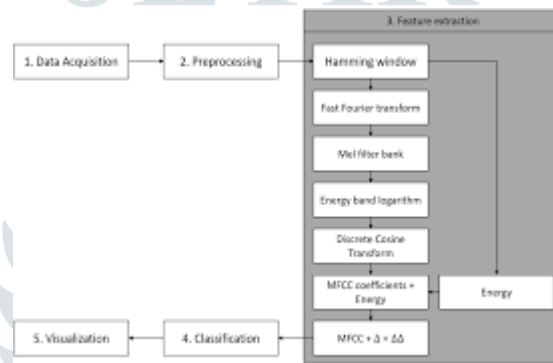 3. Feature extraction
1. Data Acquisition
2. Preprocessing
Hamming window
Fast Fourier transform
Mel filter bank
Energy band logarithm
Discrete Cosine
Transform
MFCC coefficients +
Energy
Energy
5. Visualization
4. Classification
MFCC + Δ + ΔΔ